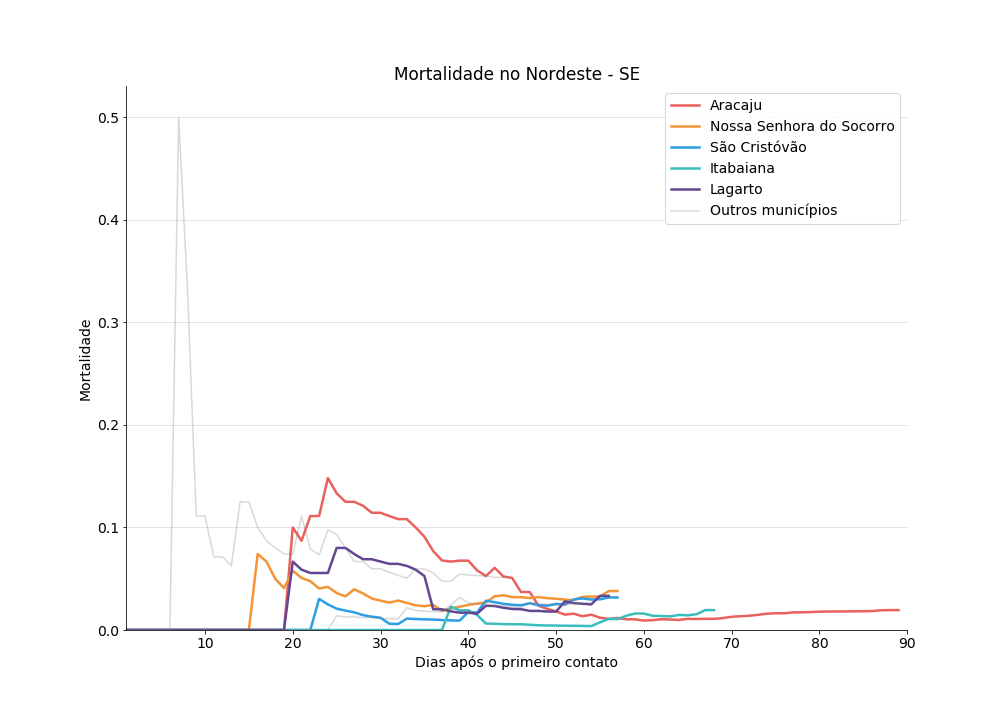 Mortalidade no Nordeste - SE
Aracaju
Nossa Senhora do Socorro
São Cristóvão
Itabaiana
Lagarto
Outros municípios
Mortalidade
0.5
0.4
0.3
0.2
0.1
0.0
10 20 30 40 50 60 70 80 90
Dias após o primeiro contato